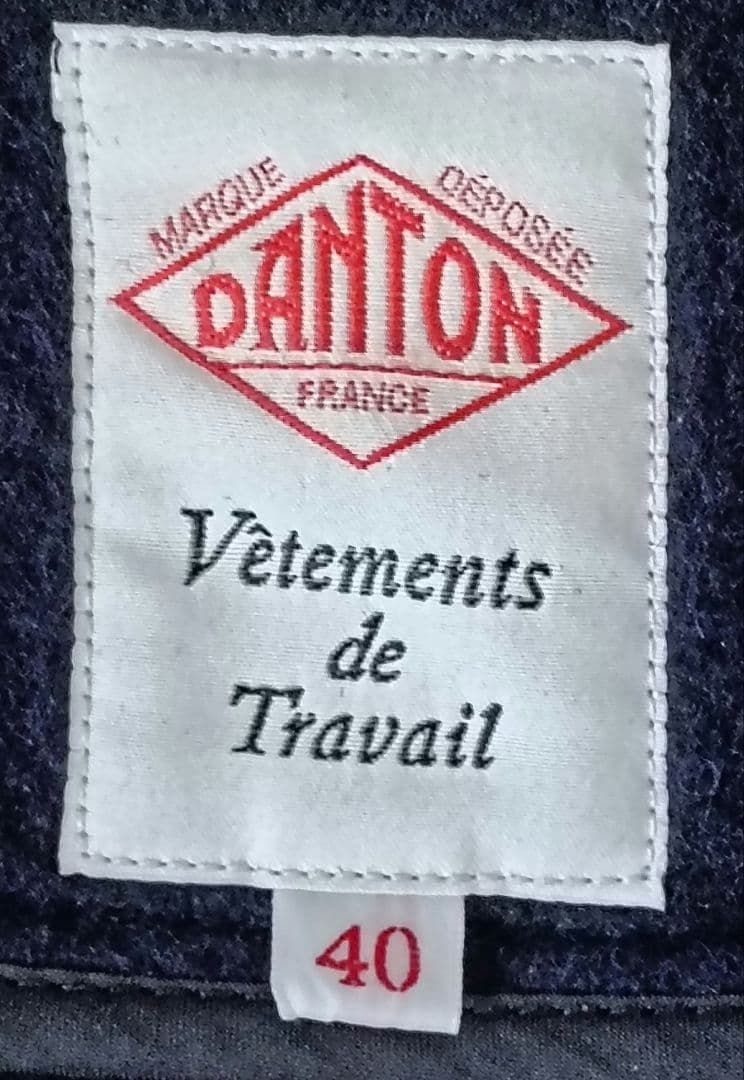 MARQUE DÉPOSÉE
DANTON
FRANCE
Vêtements
de
Travail
40